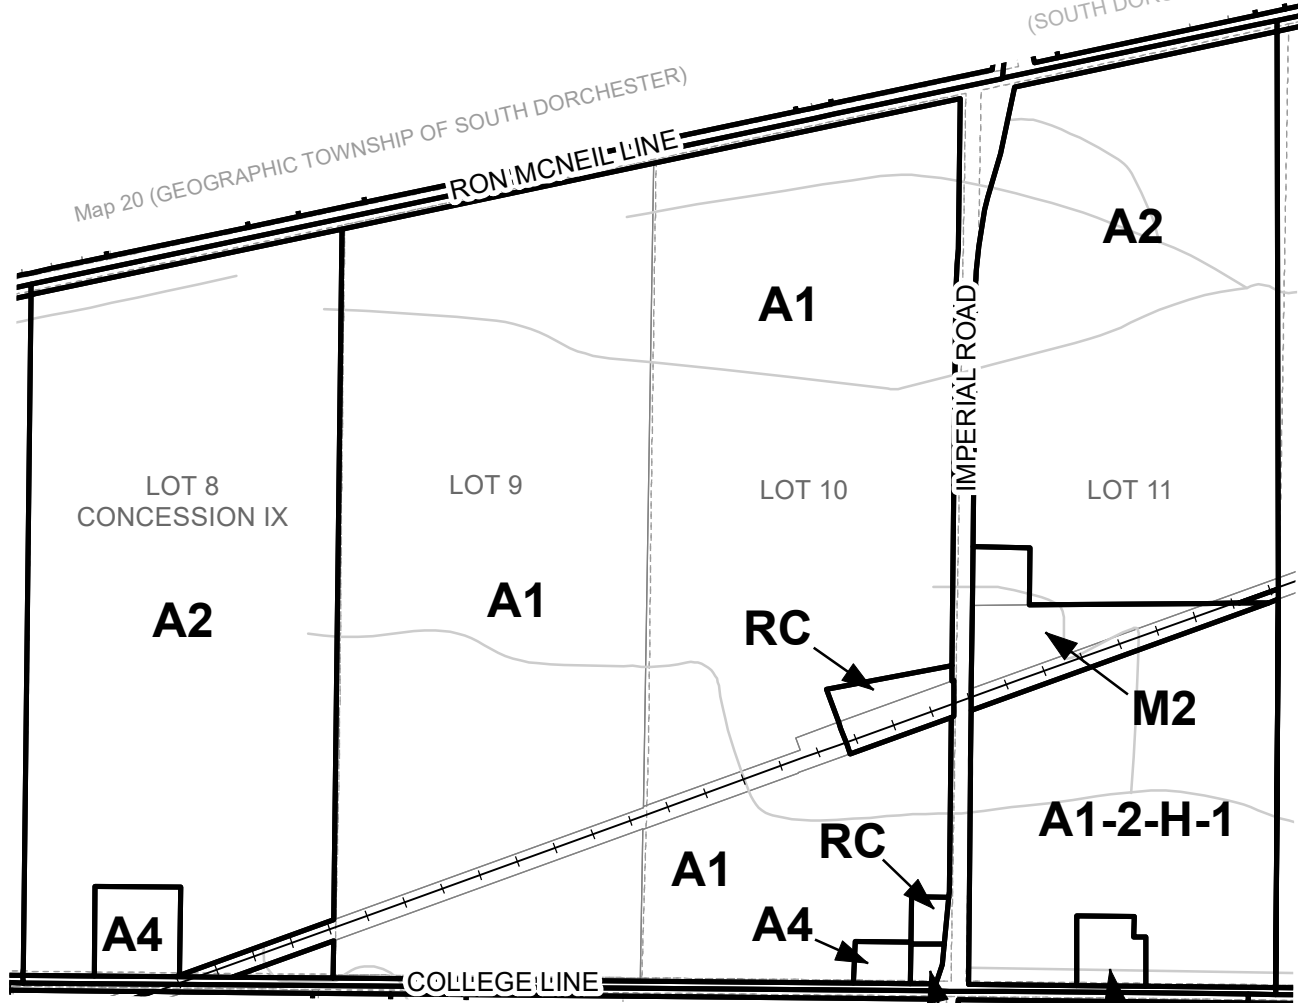 (SOUTH
Map 20 (GEOGRAPHIC TOWNSHIP OF SOUTH DORCHESTER)
RON MCNEIL LINE
A2
A1
IMPERIAL ROAD
LOT 8
CONCESSION IX
LOT 9
LOT 10
LOT 11
A2
A1
RC
M2
A1-2-H-1
RC
A1
A4
A4
COLLEGE LINE